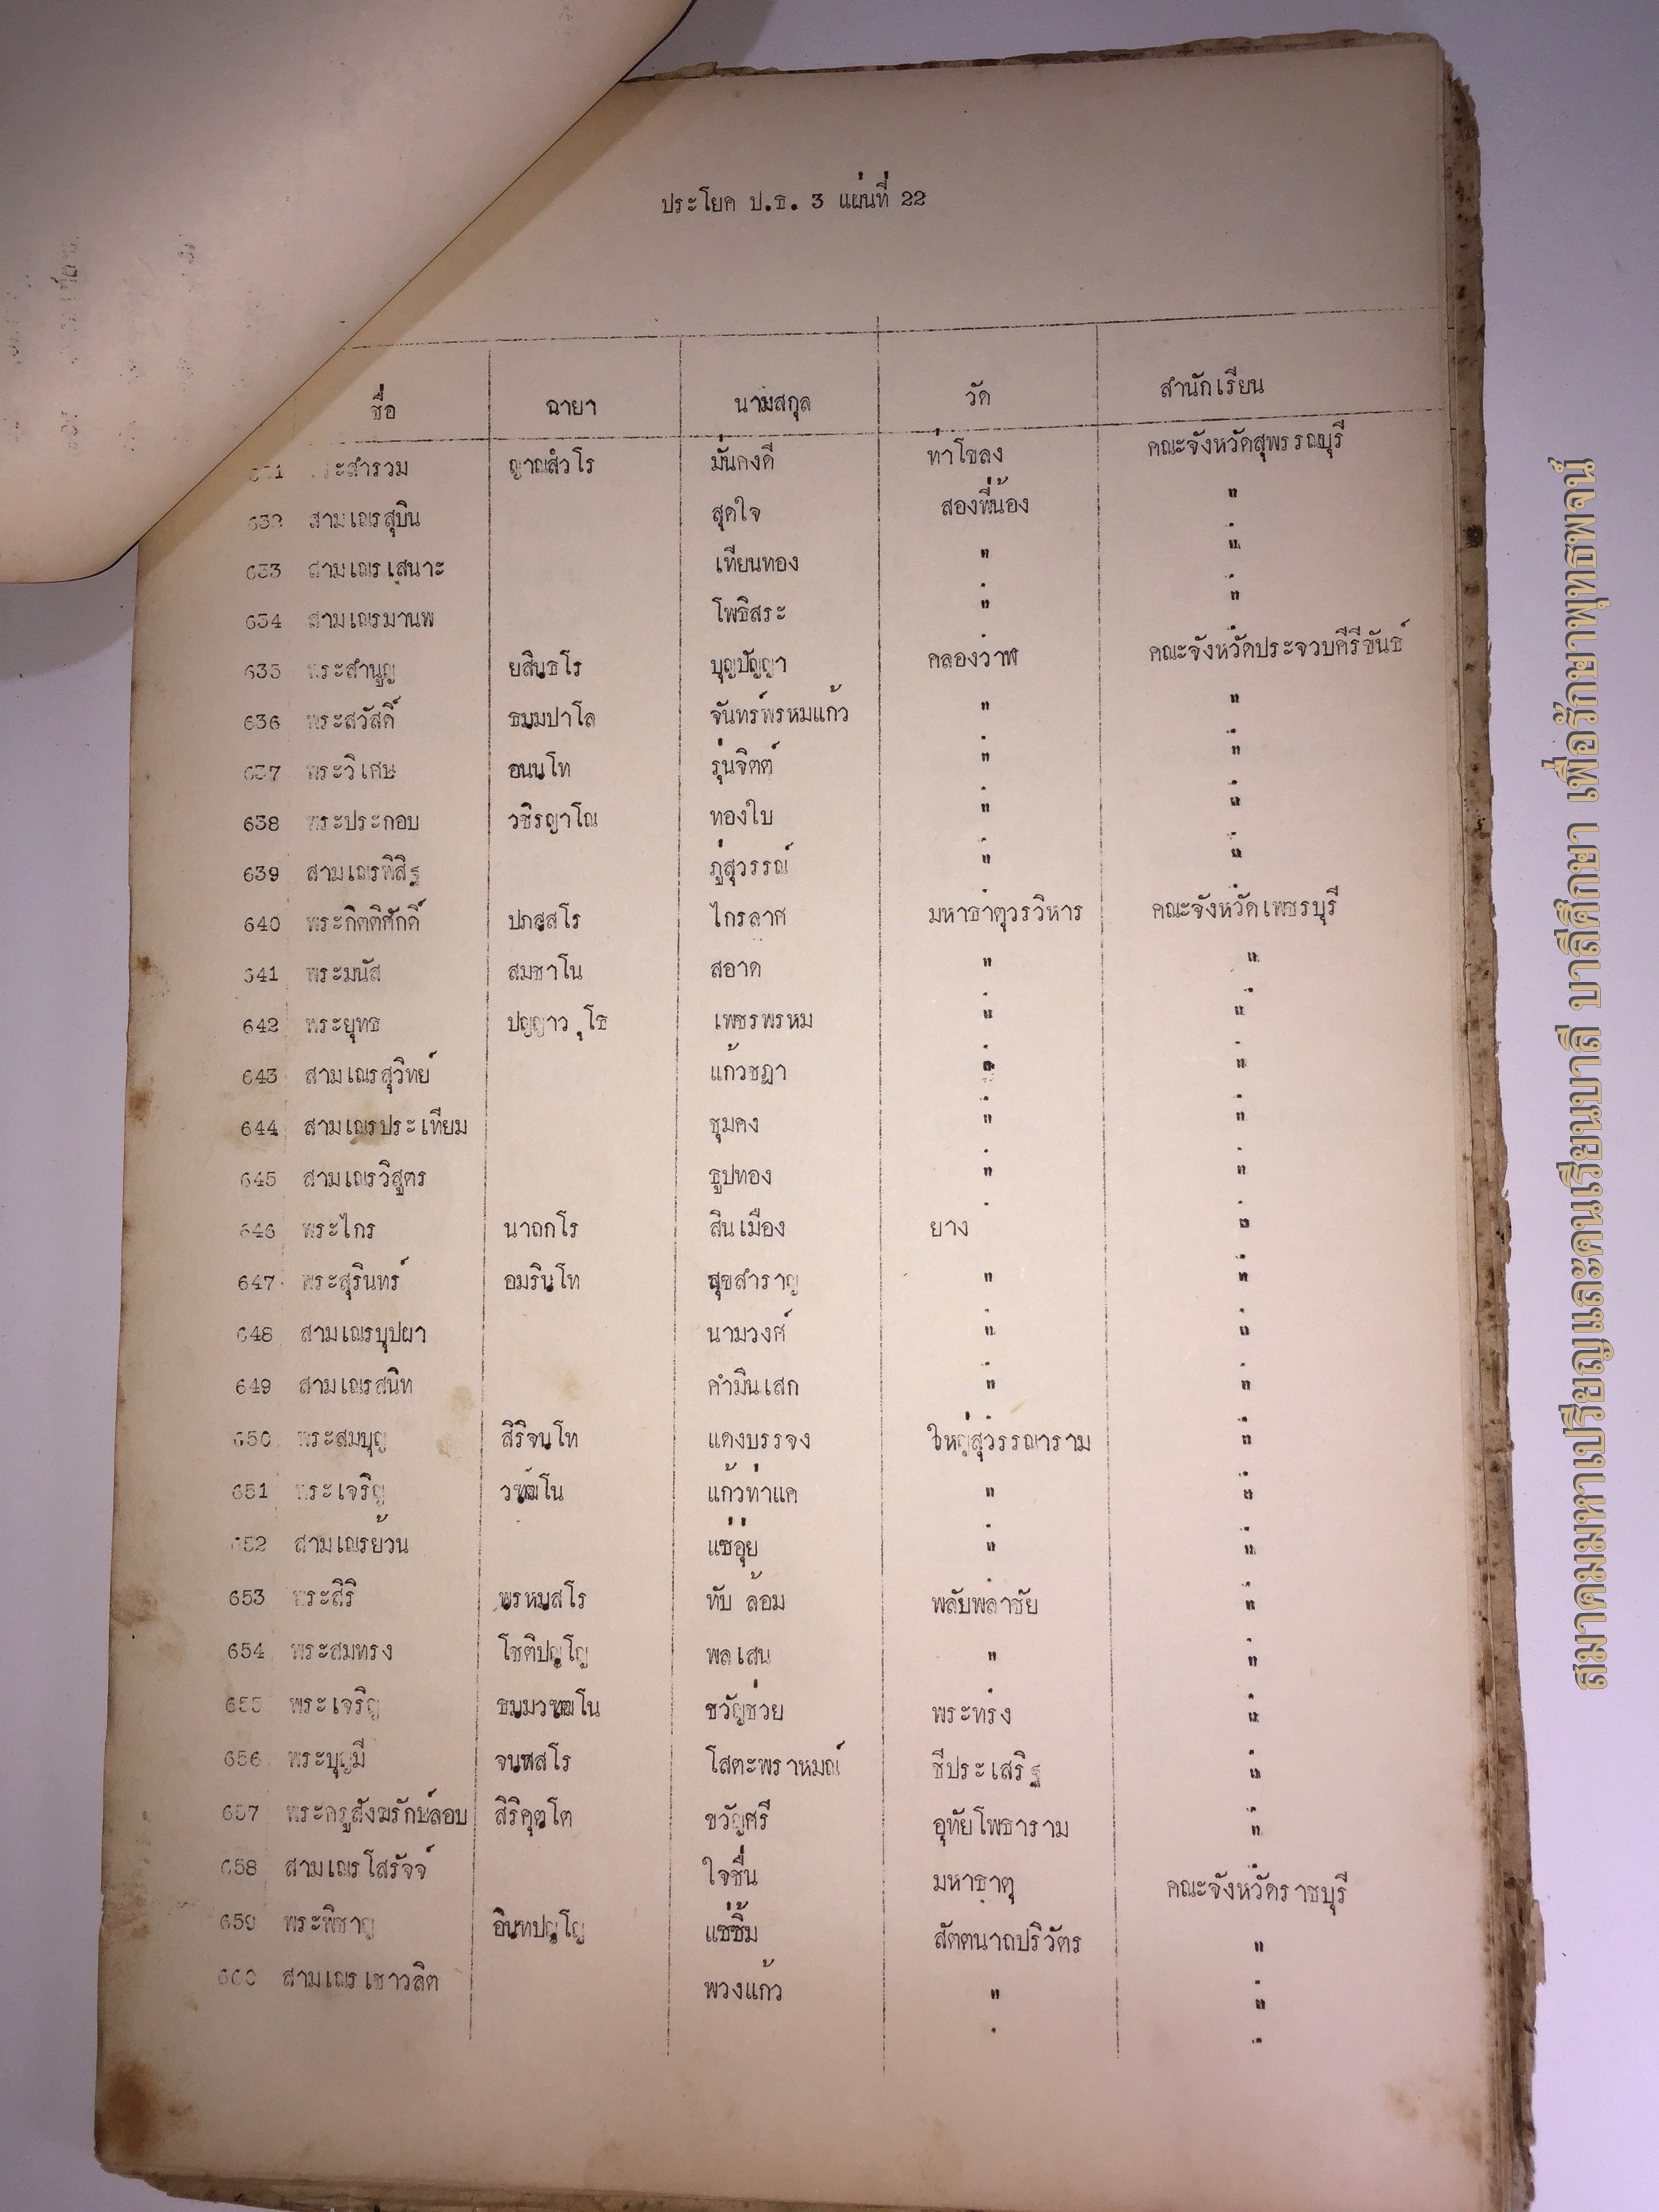 ประโยค ป.ธ. 3 แผ่นที่ 22
ชื่อ ฉายา นามสกุล วัด สำนักเรียน
สำรวม ญาณสํวโร มั่นคงดี ท่าโขลง คณะจังหวัดสุพรรณบุรี
632 สามเณรสุบิน สุดใจ สองพี่น้อง "
633 สามเณรเสนาะ เทียนทอง " "
634 สามเณรมานพ โพธิสระ " "
635 พระสำนูญ ยสินฺธโร บุญปัญญา คลองวาฬ คณะจังหวัดประจวบคีรีขันธ์
636 พระสวัสดิ์ ธมฺมปาโล จันทร์พรหมแก้ว " "
637 พระวิเศษ อนนฺโท รุ่นจิตต์ " "
638 พระประกอบ วชิรญาโณ ทองใบ " "
639 สามเณรพิสิฐ ภู่สุวรรณ์ " "
640 พระกิตติศักดิ์ ปภสฺสโร ไกรลาศ มหาธาตุวรวิหาร คณะจังหวัดเพชรบุรี
641 พระมนัส สมชาโน สอาด " "
642 พระยุทธ ปญฺญาว ุโธ เพชรพรหม " "
643 สามเณรสุวิทย์ แก้วชฎา " "
644 สามเณรประเทียม ชุมคง " "
645 สามเณรวิสูตร ธูปทอง " "
646 พระไกร นาถกโร สินเมือง ยาง "
647 พระสุรินทร์ อมรินฺโท สุขสำราญ " "
648 สามเณรบุปผา นามวงศ์ " "
649 สามเณรสนิท คำมินเสก " "
650 พระสมบุญ สิริจนฺโท แดงบรรจง ใหญ่สุวรรณาราม "
651 พระเจริญ วฑฺฒโน แก้วท่าแค " "
652 สามเณรย้วน แซ่อุ่ย " "
653 พระสิริ พรหมฺสโร ทับ ล้อม พลับพลาชัย "
654 พระสมทรง โชติปญฺโญ พลเสน " "
655 พระเจริญ ธมฺมวฑฺฒโน ขวัญช่วย พระทรง "
656 พระบุญมี จนฺทสโร โสตะพราหมณ์ ชีประเสริฐ "
657 พระครูสังฆรักษ์ลอบ สิริคุตฺโต ขวัญศรี อุทัยโพธาราม "
658 สามเณรโสรัจจ์ ใจชื่น มหาธาตุ คณะจังหวัดราชบุรี
659 พระพิชาญ อินฺทปญฺโญ แซ่ซิ้ม สัตตนาถปริวัตร "
660 สามเณรเชาวลิต พวงแก้ว " "
สมาคมมหาเปรียญและคนเรียนบาลี บาลีศึกษา เพื่อรักษาพุทธพจน์